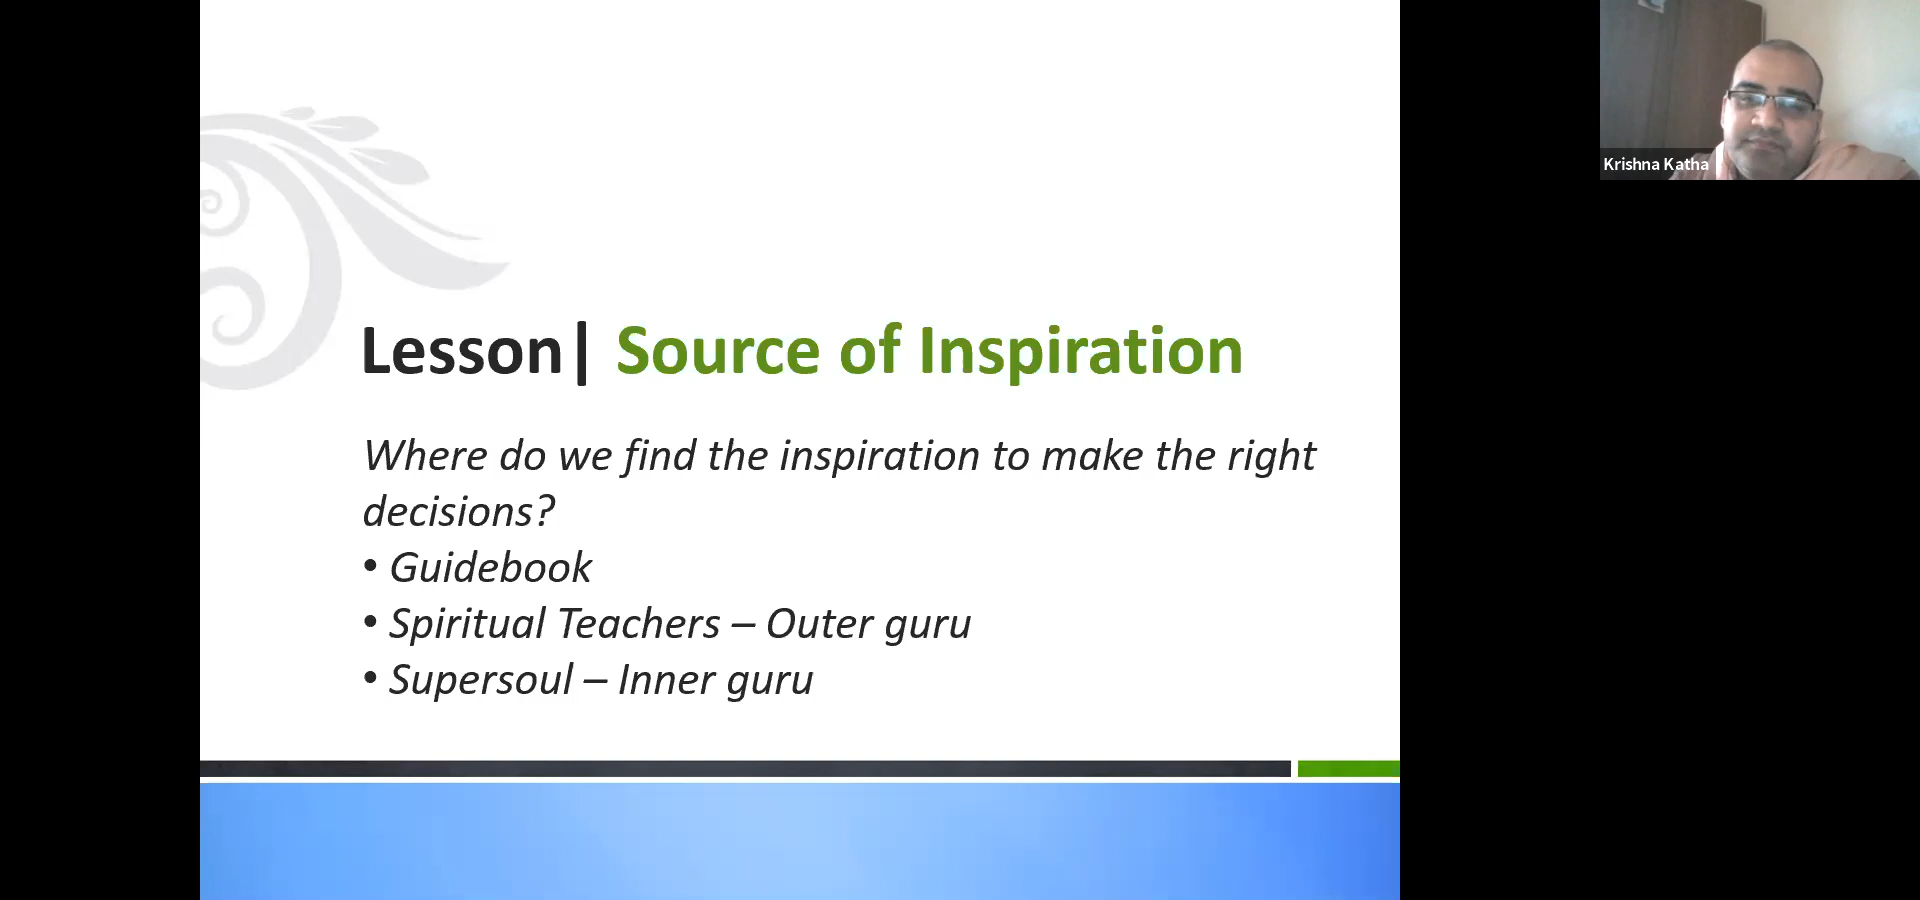 Lesson| Source of Inspiration
Where do we find the inspiration to make the right
decisions?
• Guidebook
• Spiritual Teachers – Outer guru
• Supersoul – Inner guru
Krishna Katha